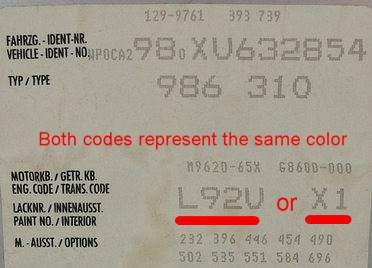 129-9761 393 739
FAHRZG. - IDENT-NR.
VEHICLE - IDENT - NO. WP0CA2 98 0 XU632854
TYP / TYPE
986 310
Both codes represent the same color
MOTORKB. / GETR. KB. M9620-65X G8600-000
ENG. CODE / TRANS. CODE
LACKNR. / INNENAUSST. L92U or X1
PAINT NO. / INTERIOR
M. - AUSST. / OPTIONS 232 396 446 454 490
502 535 551 584 696